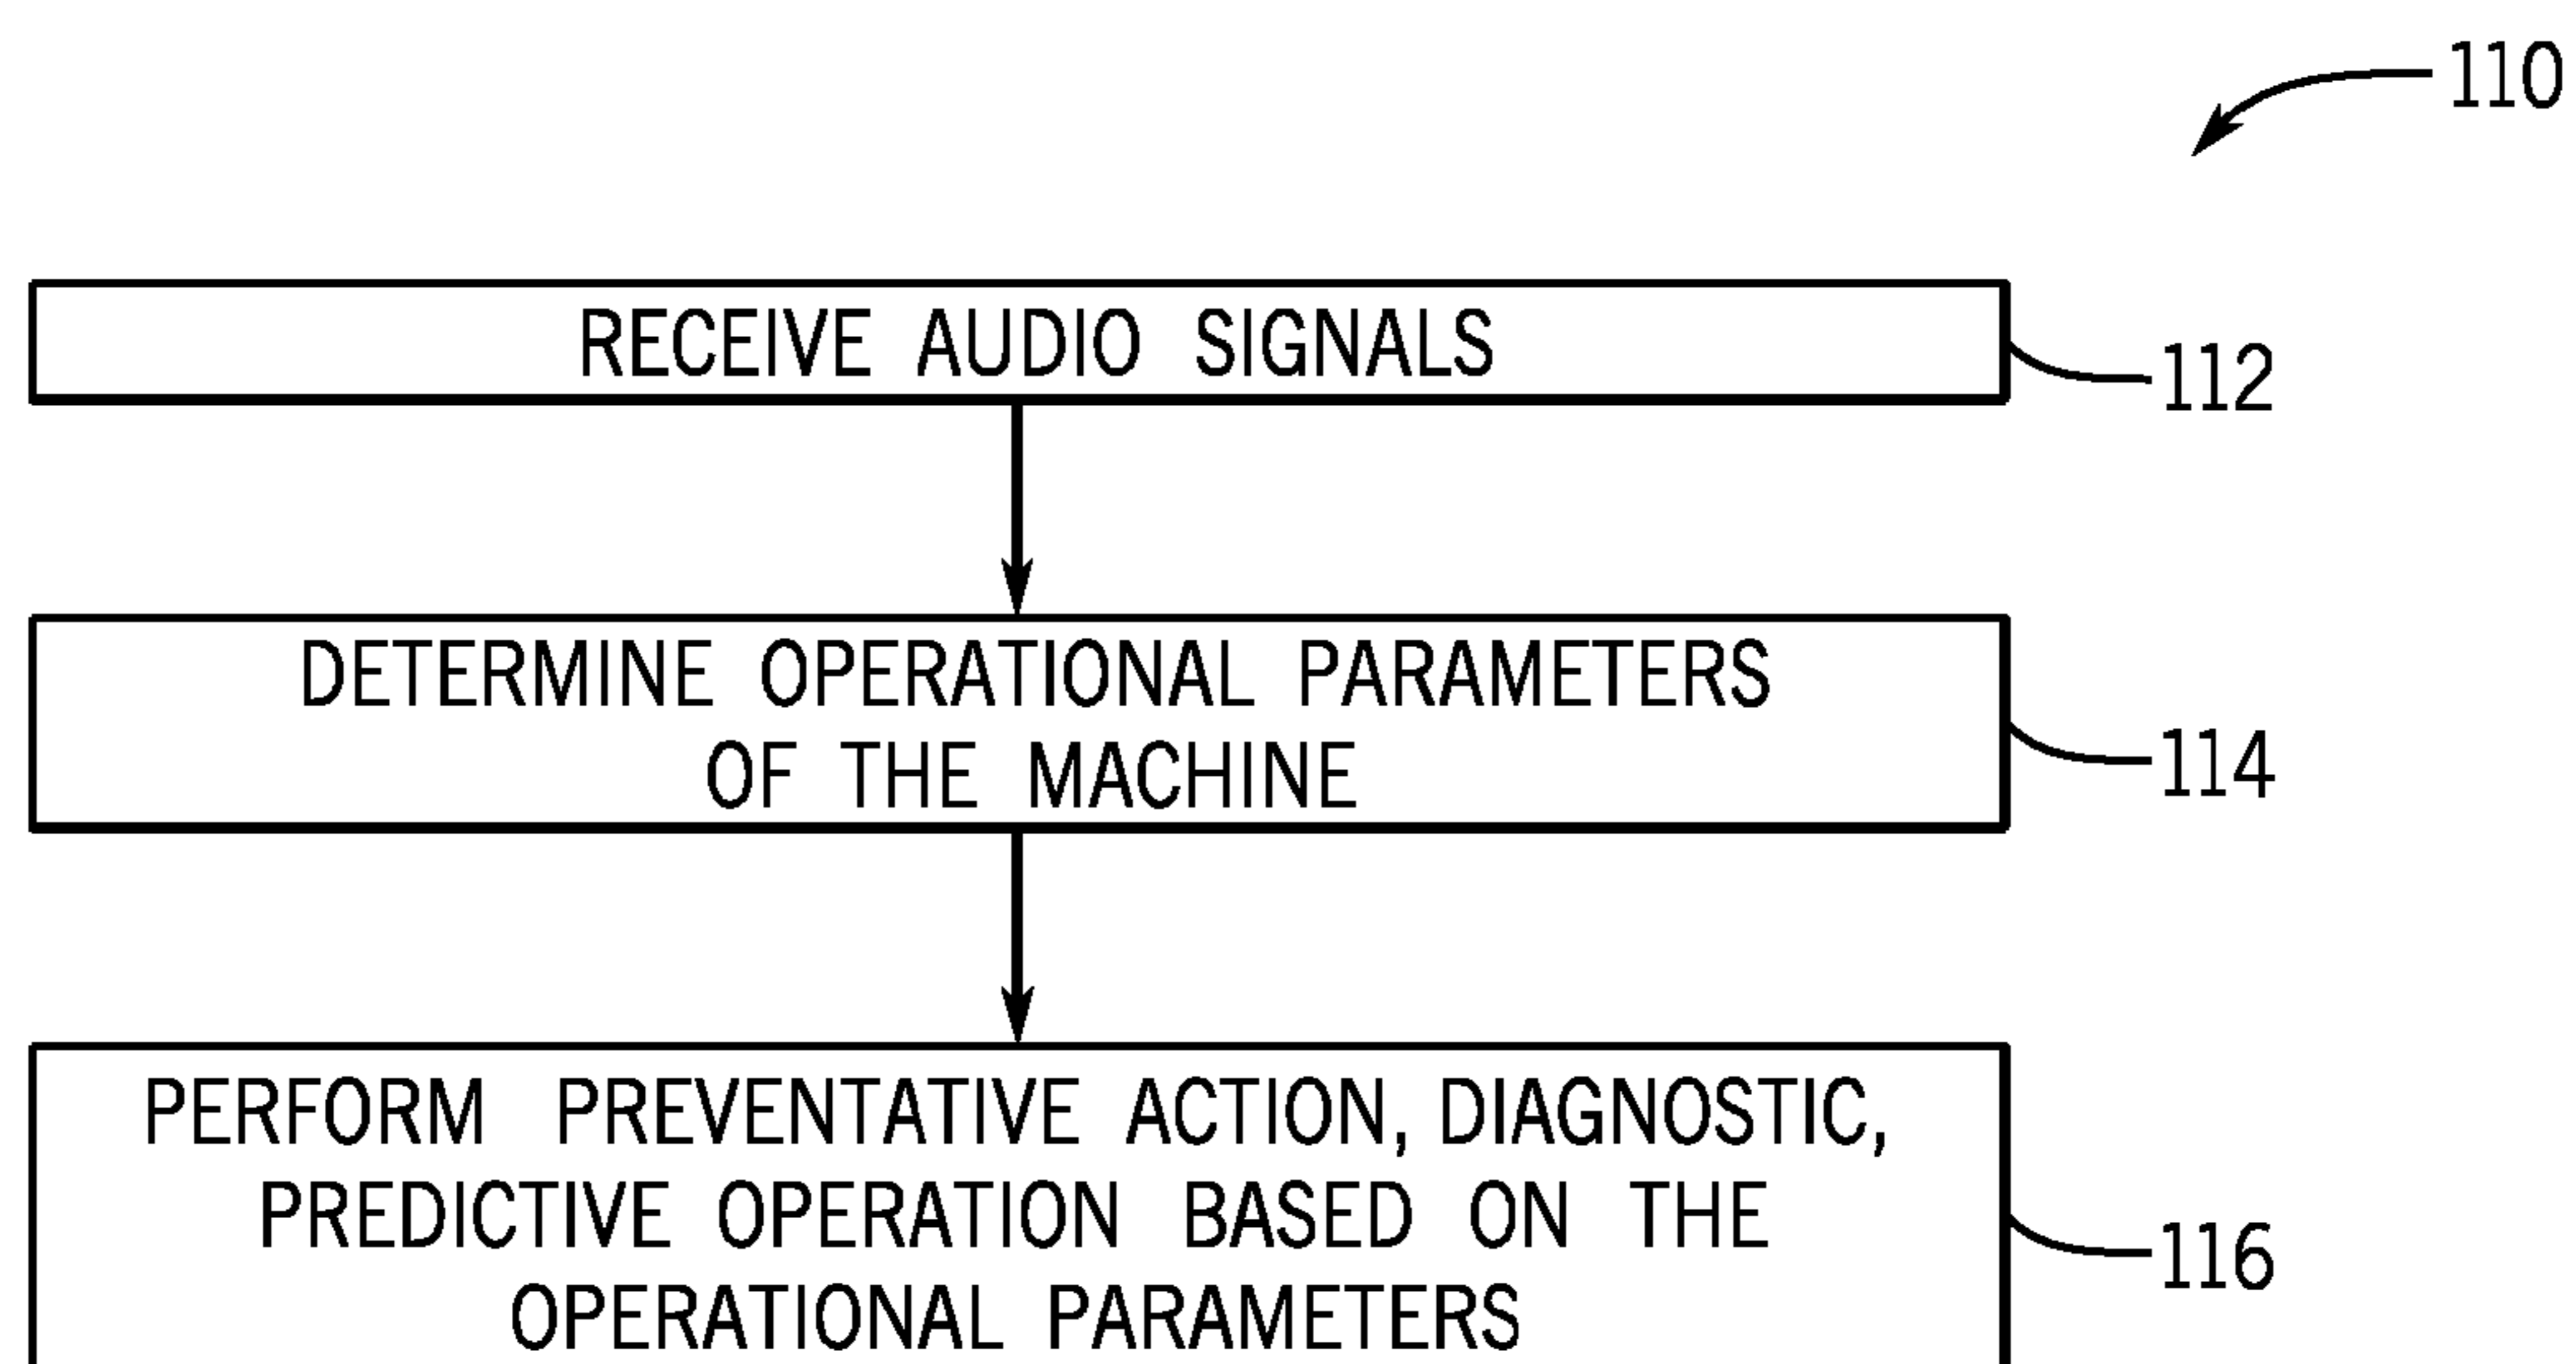 110
RECEIVE AUDIO SIGNALS
112
DETERMINE OPERATIONAL PARAMETERS
OF THE MACHINE
114
PERFORM PREVENTATIVE ACTION, DIAGNOSTIC,
PREDICTIVE OPERATION BASED ON THE
OPERATIONAL PARAMETERS
116